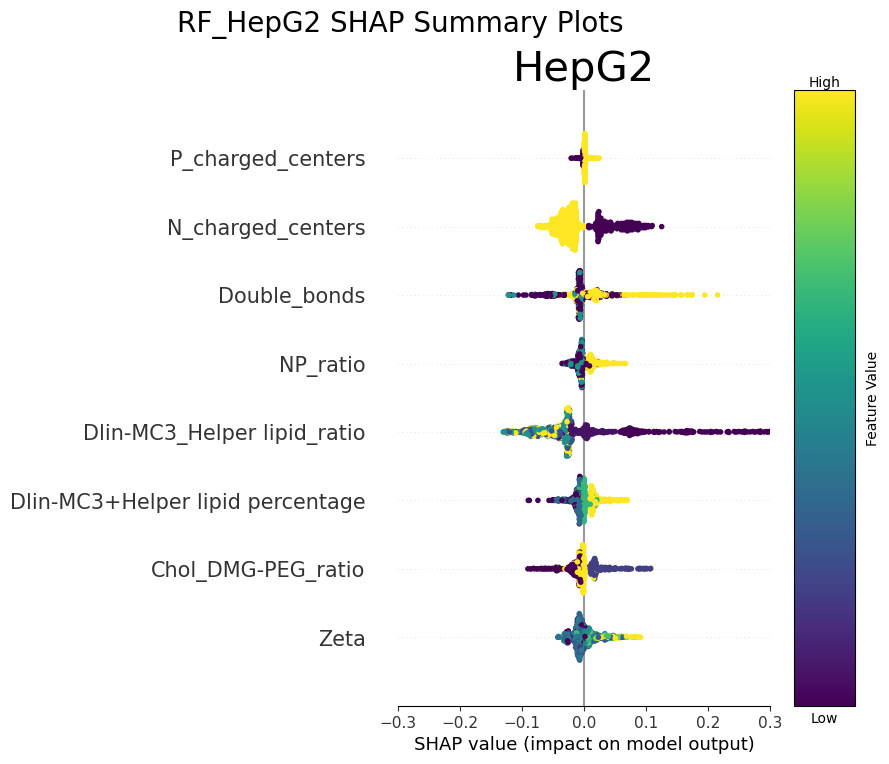 RF_HepG2 SHAP Summary Plots
HepG2
High
P_charged_centers
N_charged_centers
Double_bonds
NP_ratio
Dlin-MC3_Helper lipid_ratio
Dlin-MC3+Helper lipid percentage
Chol_DMG-PEG_ratio
Zeta
Feature Value
Low
−0.3 −0.2 −0.1 0.0 0.1 0.2 0.3
SHAP value (impact on model output)